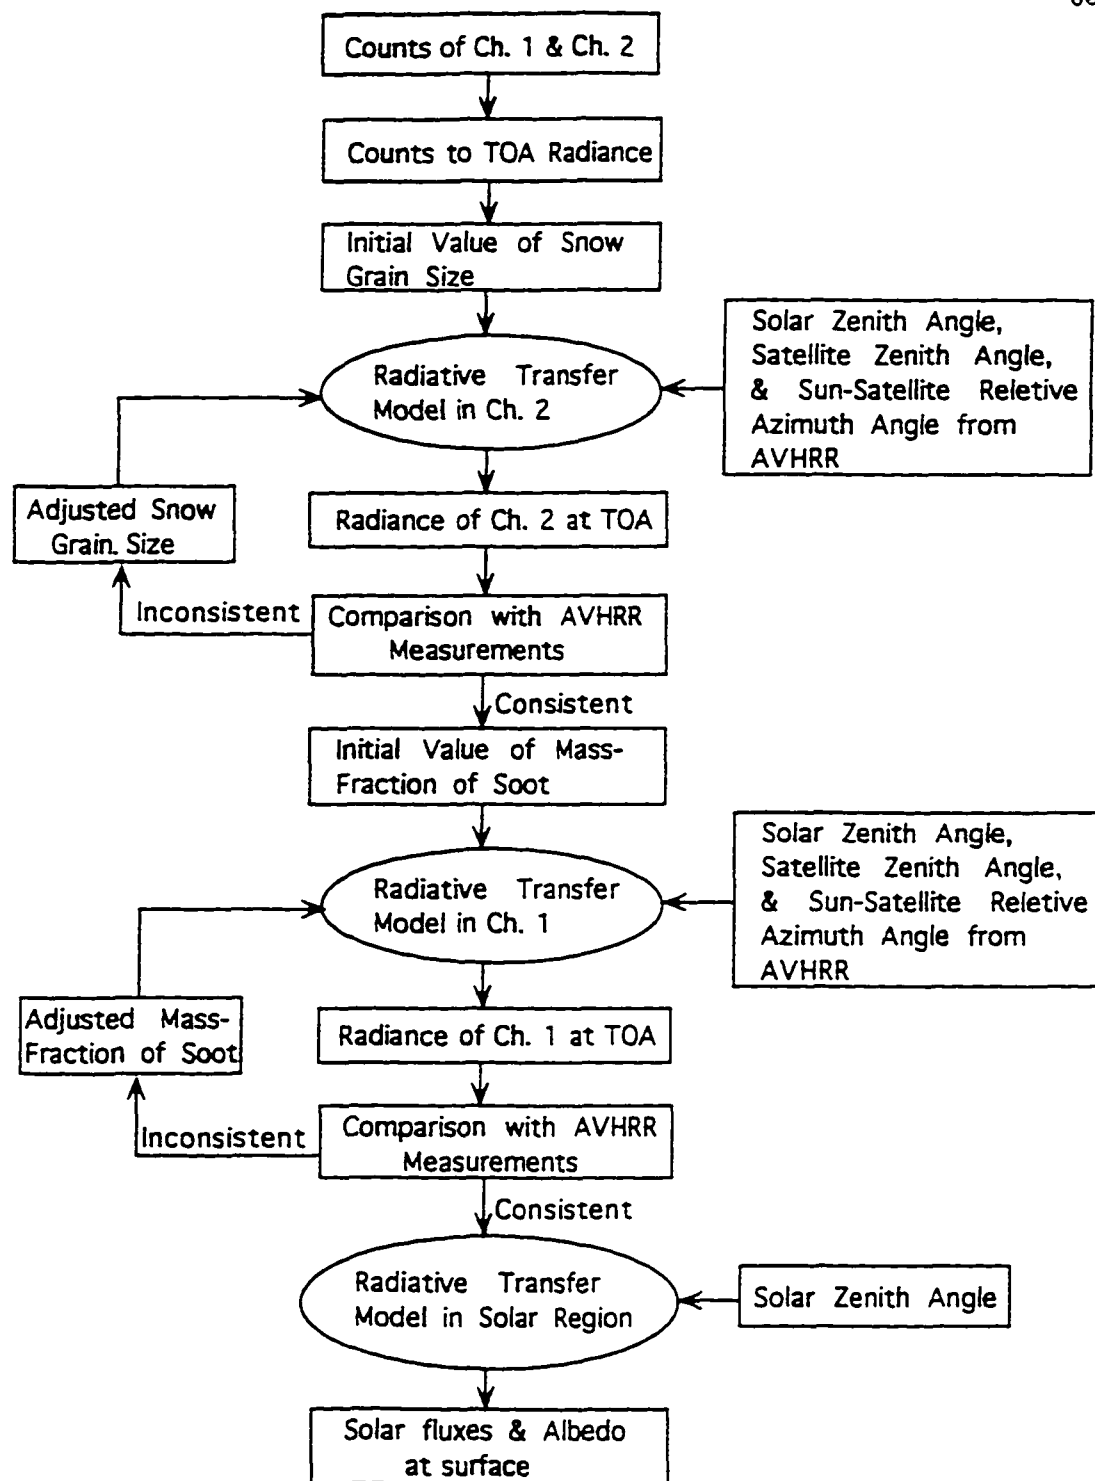 Counts of Ch. 1 & Ch. 2
Counts to TOA Radiance
Initial Value of Snow
Grain Size
Solar Zenith Angle,
Satellite Zenith Angle,
& Sun-Satellite Reletive
Azimuth Angle from
AVHRR
Radiative Transfer
Model in Ch. 2
Adjusted Snow
Grain Size
Radiance of Ch. 2 at TOA
Inconsistent
Comparison with AVHRR
Measurements
Consistent
Initial Value of Mass-
Fraction of Soot
Solar Zenith Angle,
Satellite Zenith Angle,
& Sun-Satellite Reletive
Azimuth Angle from
AVHRR
Radiative Transfer
Model in Ch. 1
Adjusted Mass-
Fraction of Soot
Radiance of Ch. 1 at TOA
Inconsistent
Comparison with AVHRR
Measurements
Consistent
Radiative Transfer
Model in Solar Region
Solar Zenith Angle
Solar fluxes & Albedo
at surface